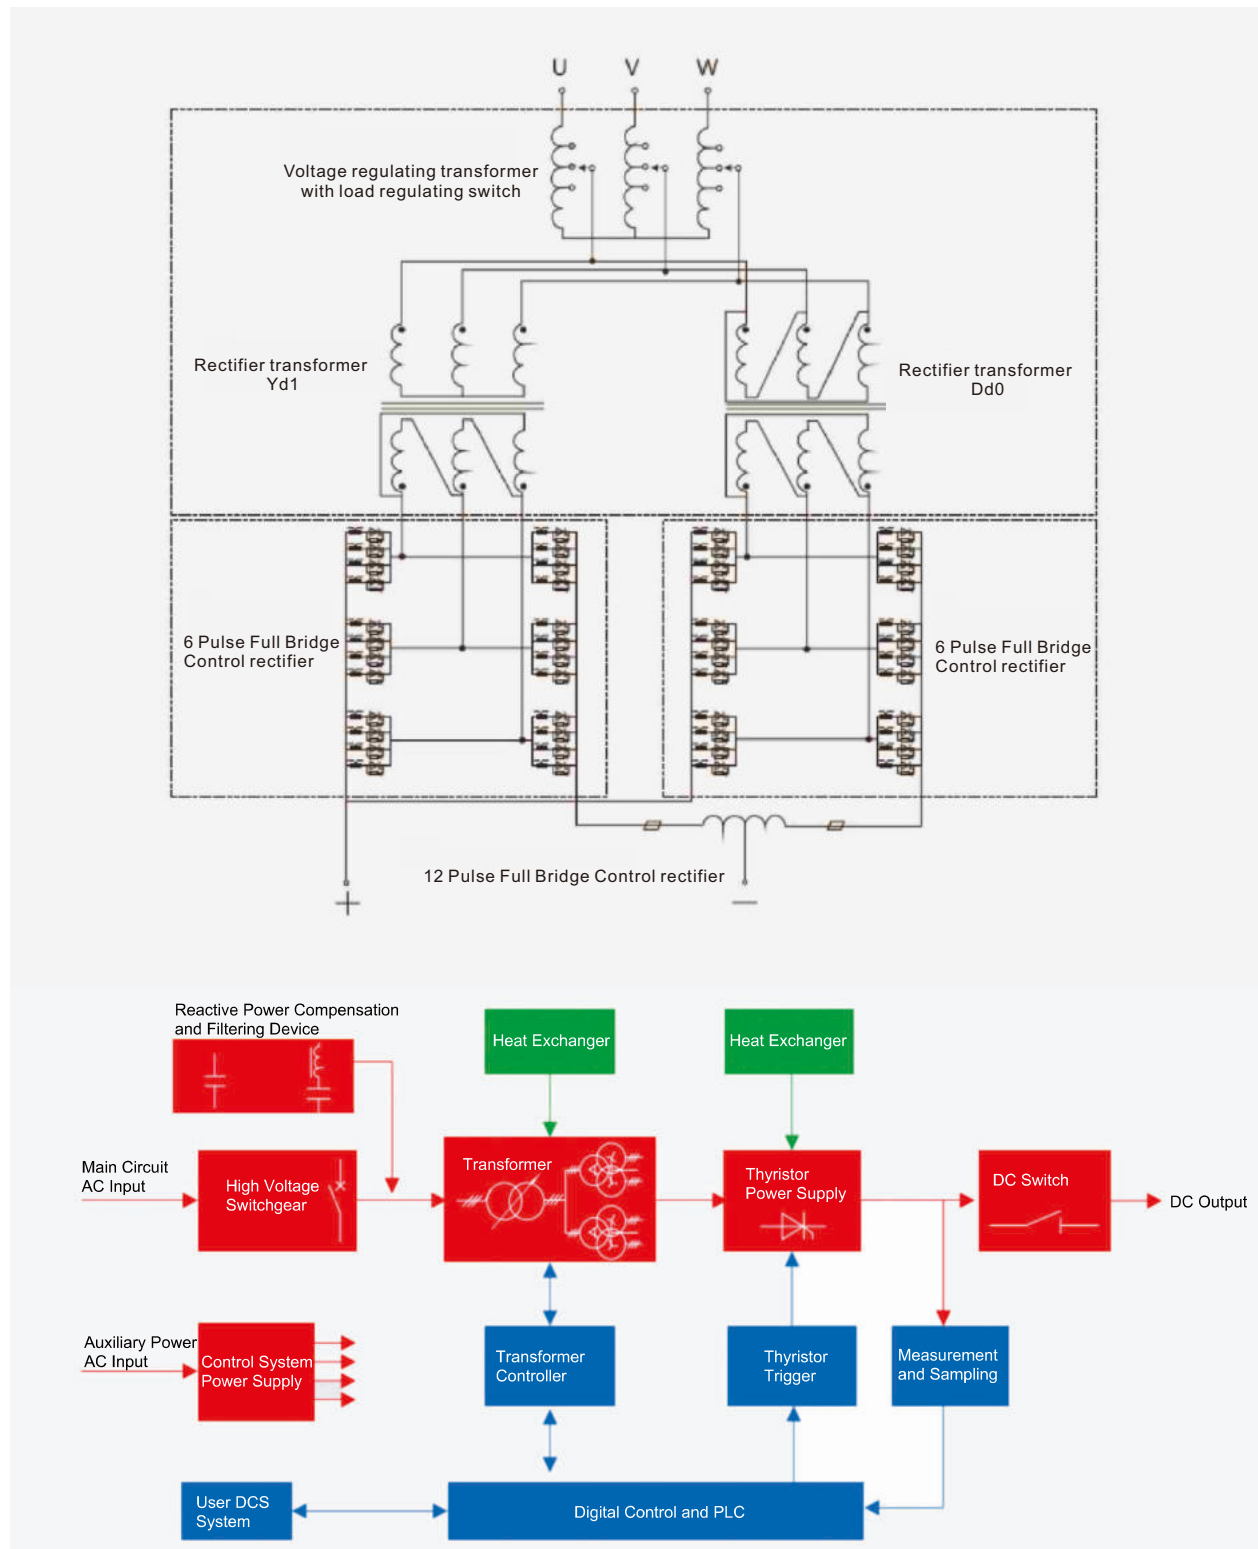 U V W
Voltage regulating transformer
with load regulating switch
Rectifier transformer
Yd1
Rectifier transformer
Dd0
6 Pulse Full Bridge
Control rectifier
6 Pulse Full Bridge
Control rectifier
12 Pulse Full Bridge Control rectifier
+ −
Reactive Power Compensation
and Filtering Device
Heat Exchanger
Heat Exchanger
Main Circuit
AC Input
High Voltage
Switchgear
Transformer
Thyristor
Power Supply
DC Switch
DC Output
Auxiliary Power
AC Input
Control System
Power Supply
Transformer
Controller
Thyristor
Trigger
Measurement
and Sampling
User DCS
System
Digital Control and PLC